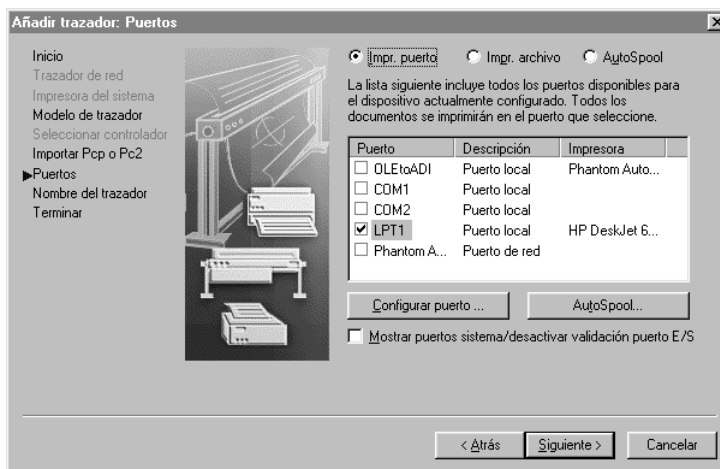 Añadir trazador: Puertos
Inicio
Trazador de red
Impresora del sistema
Modelo de trazador
Seleccionar controlador
Importar Pcp o Pc2
Puertos
Nombre del trazador
Terminar
Impr. puerto Impr. archivo AutoSpool
La lista siguiente incluye todos los puertos disponibles para
el dispositivo actualmente configurado. Todos los
documentos se imprimirán en el puerto que seleccione.
Puerto Descripción Impresora
OLEtoADI Puerto local Phantom Auto...
COM1 Puerto local
COM2 Puerto local
LPT1 Puerto local HP DeskJet 6...
Phantom A... Puerto de red
Configurar puerto ... AutoSpool...
Mostrar puertos sistema/desactivar validación puerto E/S
< Atrás Siguiente > Cancelar